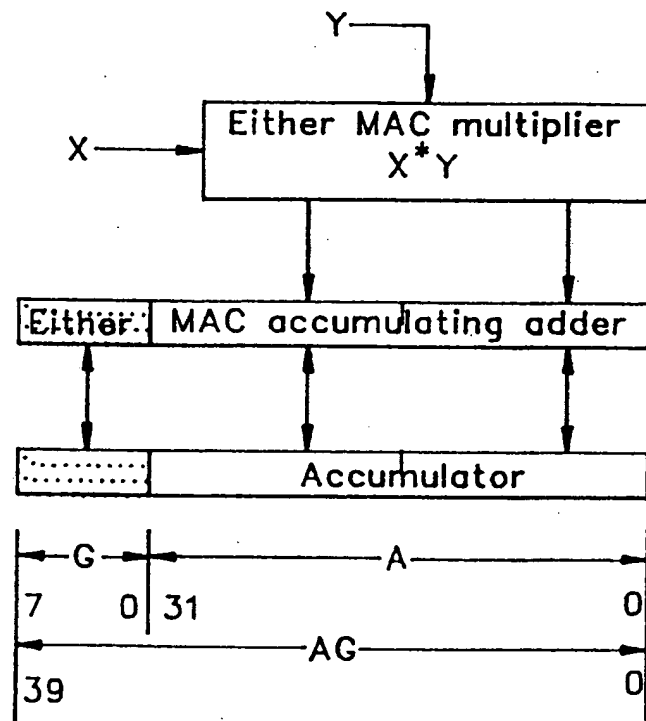 Y
Either MAC multiplier
X
X*Y
Either MAC accumulating adder
Accumulator
G A
7 0 31 0
AG
39 0